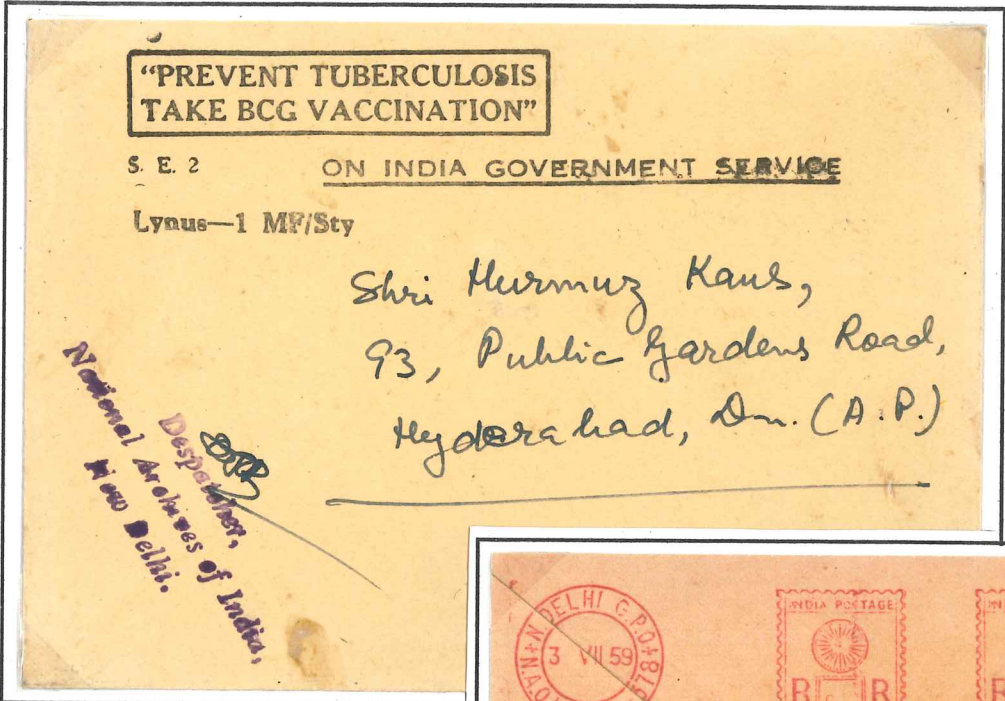 "PREVENT TUBERCULOSIS
TAKE BCG VACCINATION"
S. E. 2 ON INDIA GOVERNMENT SERVICE
Lynus—1 MF/Sty
Shri Hurmuz Kaus,
93, Public Gardens Road,
Hyderabad, Dn. (A.P.)
Despatcher,
National Archives of India,
New Delhi.
N DELHI G.P.O
3 VII 59
INDIA POSTAGE
R R